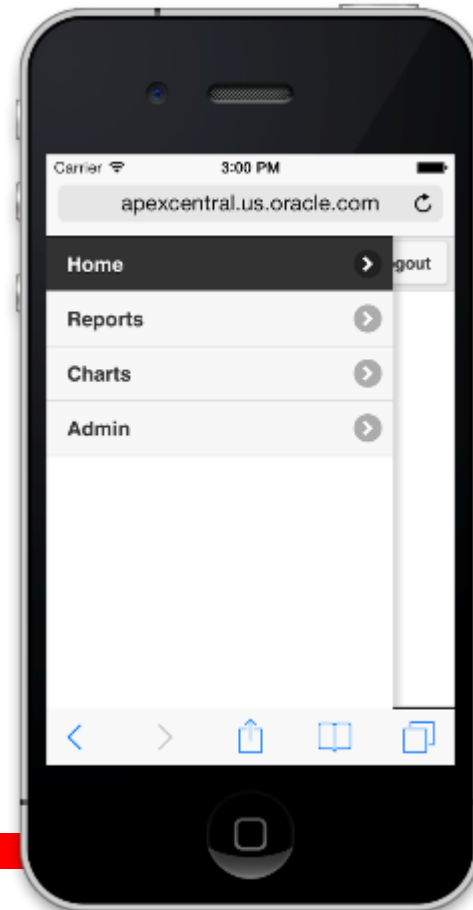 Carrier 3:00 PM
apexcentral.us.oracle.com
Home gout
Reports
Charts
Admin